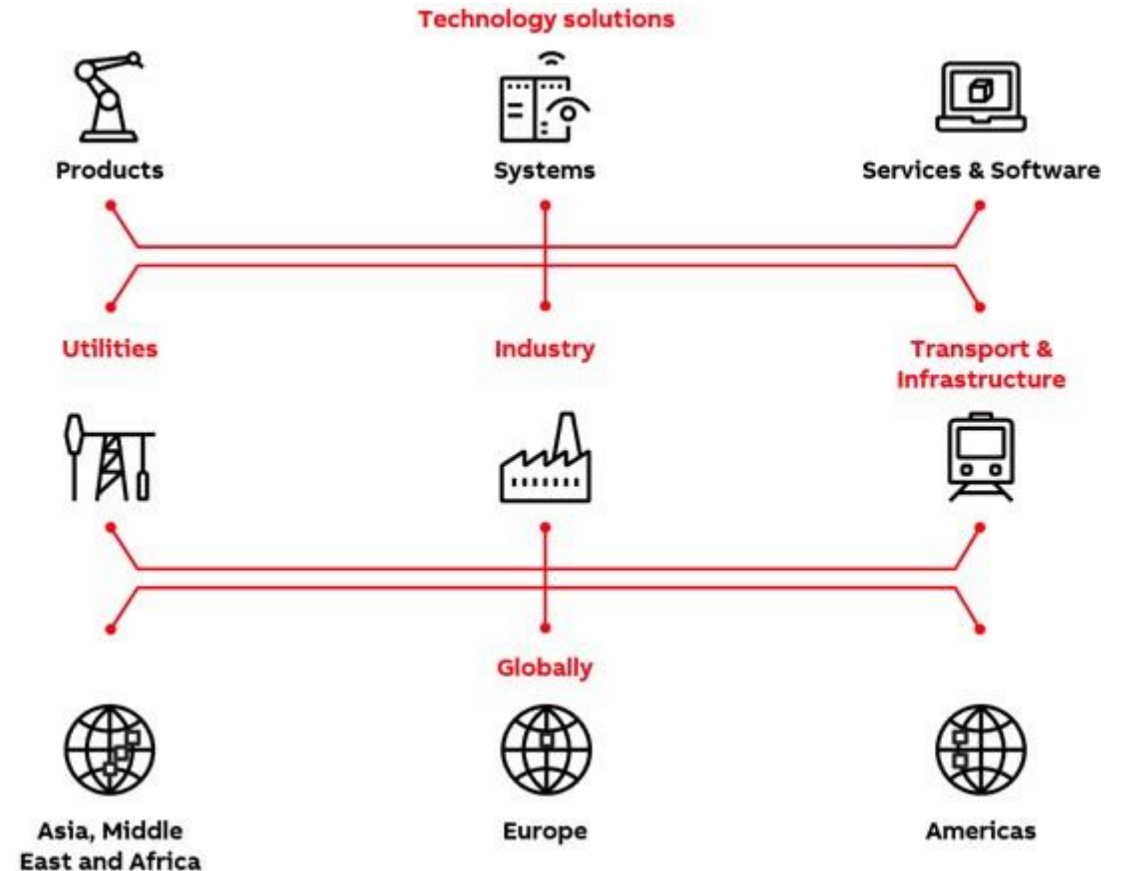 Technology solutions
Products
Systems
Services & Software
Utilities
Industry
Transport &
Infrastructure
Globally
Asia, Middle
East and Africa
Europe
Americas